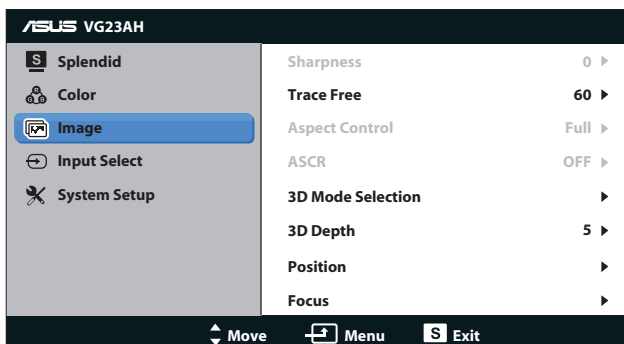 ASUS VG23AH
S Splendid
Color
Image
Input Select
System Setup
Sharpness 0
Trace Free 60
Aspect Control Full
ASCR OFF
3D Mode Selection
3D Depth 5
Position
Focus
Move Menu S Exit